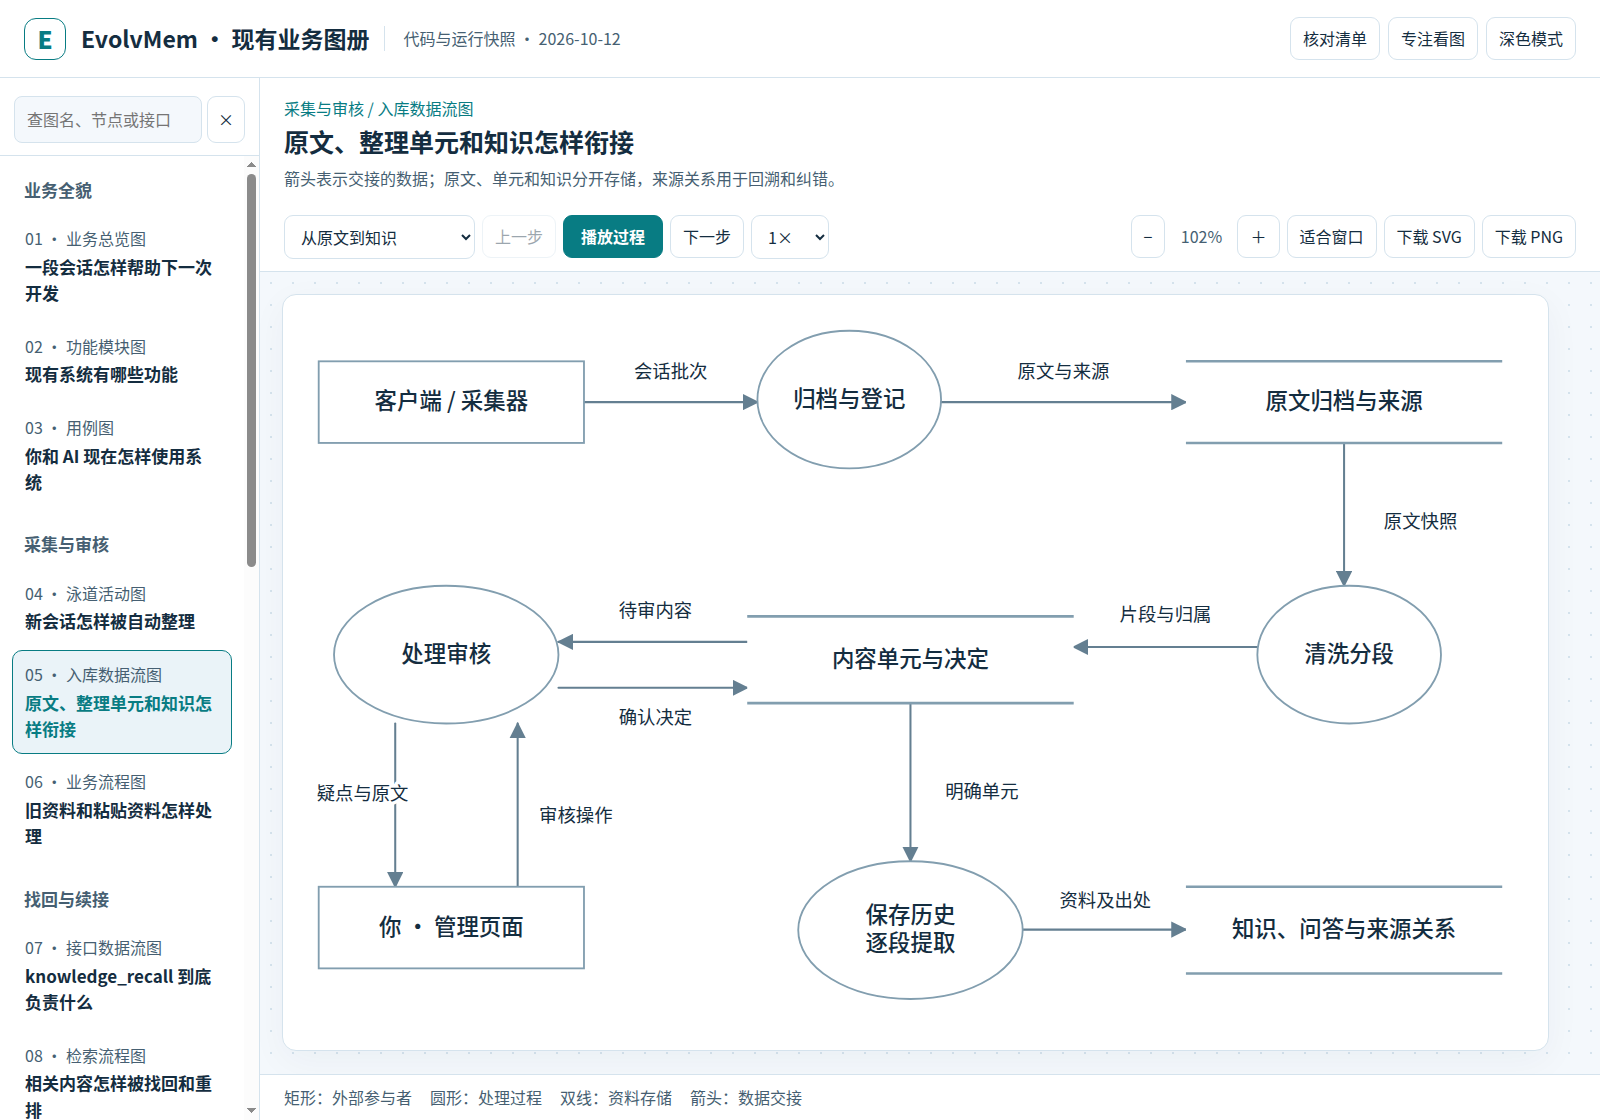 E
EvolvMem · 现有业务图册
代码与运行快照 · 2026-10-12
核对清单
专注看图
深色模式
查图名、节点或接口
×
业务全貌
01 · 业务总览图
一段会话怎样帮助下一次
开发
02 · 功能模块图
现有系统有哪些功能
03 · 用例图
你和 AI 现在怎样使用系
统
采集与审核
04 · 泳道活动图
新会话怎样被自动整理
05 · 入库数据流图
原文、整理单元和知识怎
样衔接
06 · 业务流程图
旧资料和粘贴资料怎样处
理
找回与续接
07 · 接口数据流图
knowledge_recall 到底
负责什么
08 · 检索流程图
相关内容怎样被找回和重
排
采集与审核 / 入库数据流图
原文、整理单元和知识怎样衔接
箭头表示交接的数据；原文、单元和知识分开存储，来源关系用于回溯和纠错。
从原文到知识
上一步
播放过程
下一步
1×
−
102%
＋
适合窗口
下载 SVG
下载 PNG
客户端 / 采集器
会话批次
归档与登记
原文与来源
原文归档与来源
原文快照
处理审核
待审内容
确认决定
内容单元与决定
片段与归属
清洗分段
疑点与原文
审核操作
明确单元
你 · 管理页面
保存历史
逐段提取
资料及出处
知识、问答与来源关系
矩形：外部参与者
圆形：处理过程
双线：资料存储
箭头：数据交接